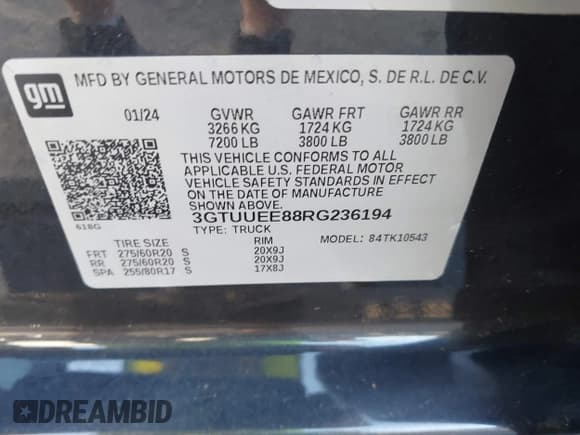 gm
MFD BY GENERAL MOTORS DE MEXICO, S. DE R.L. DE C.V.
01/24 GVWR GAWR FRT GAWR RR
3266 KG 1724 KG 1724 KG
7200 LB 3800 LB 3800 LB
THIS VEHICLE CONFORMS TO ALL
APPLICABLE U.S. FEDERAL MOTOR
VEHICLE SAFETY STANDARDS IN EFFECT
ON THE DATE OF MANUFACTURE
SHOWN ABOVE.
618G 3GTUUEE88RG236194
TYPE: TRUCK MODEL: 84TK10543
TIRE SIZE RIM
FRT 275/60R20 S 20X9J
RR 275/60R20 S 20X9J
SPA 255/80R17 S 17X8J
DREAMBID